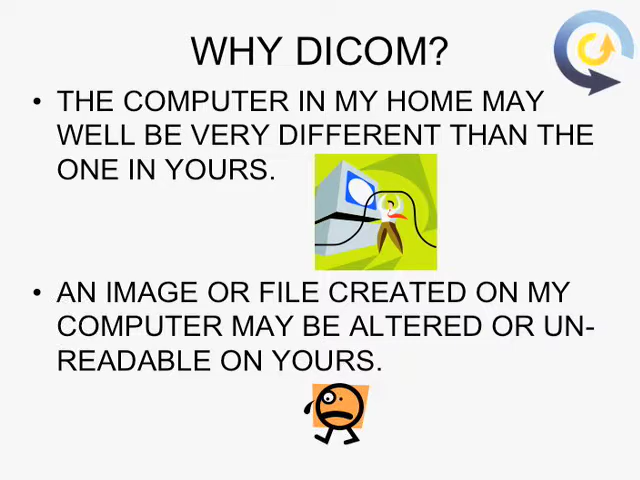 WHY DICOM?
• THE COMPUTER IN MY HOME MAY
WELL BE VERY DIFFERENT THAN THE
ONE IN YOURS.
• AN IMAGE OR FILE CREATED ON MY
COMPUTER MAY BE ALTERED OR UN-
READABLE ON YOURS.